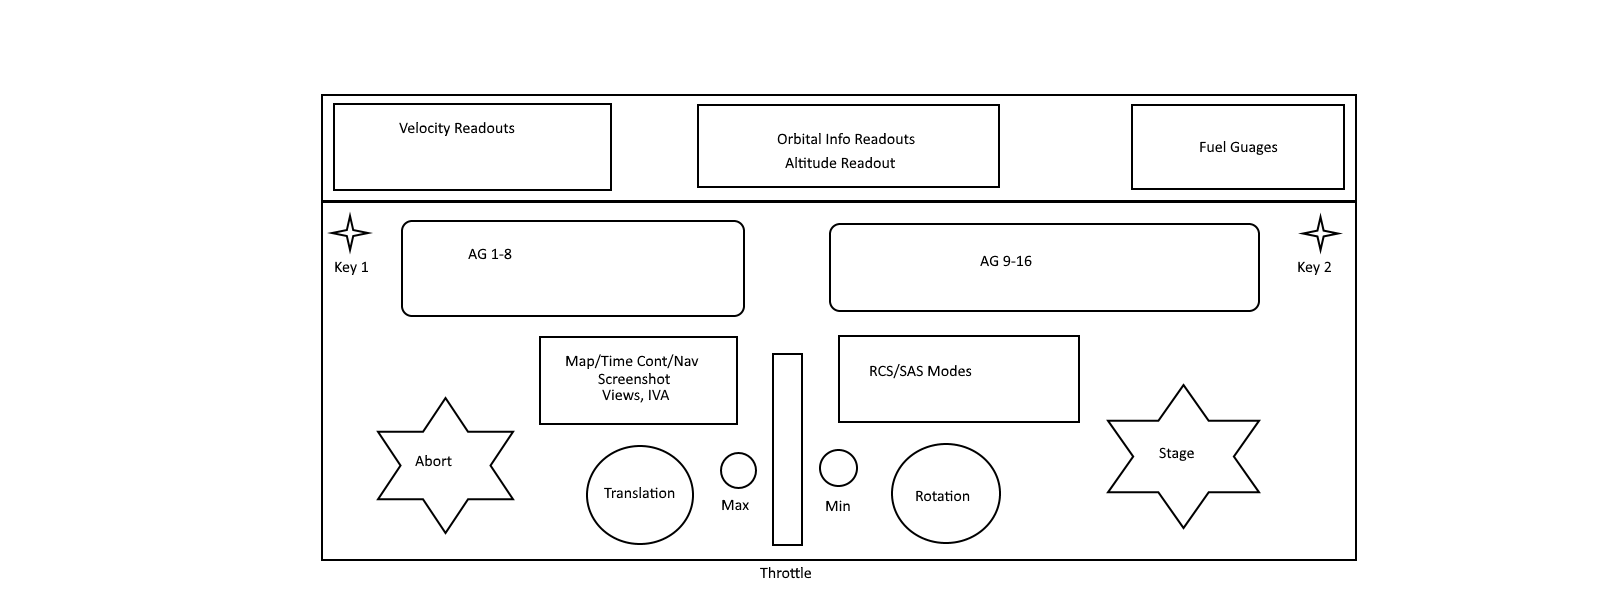 Velocity Readouts
Orbital Info Readouts
Altitude Readout
Fuel Guages
Key 1
AG 1-8
AG 9-16
Key 2
Map/Time Cont/Nav
Screenshot
Views, IVA
RCS/SAS Modes
Abort
Translation
Max
Min
Rotation
Stage
Throttle